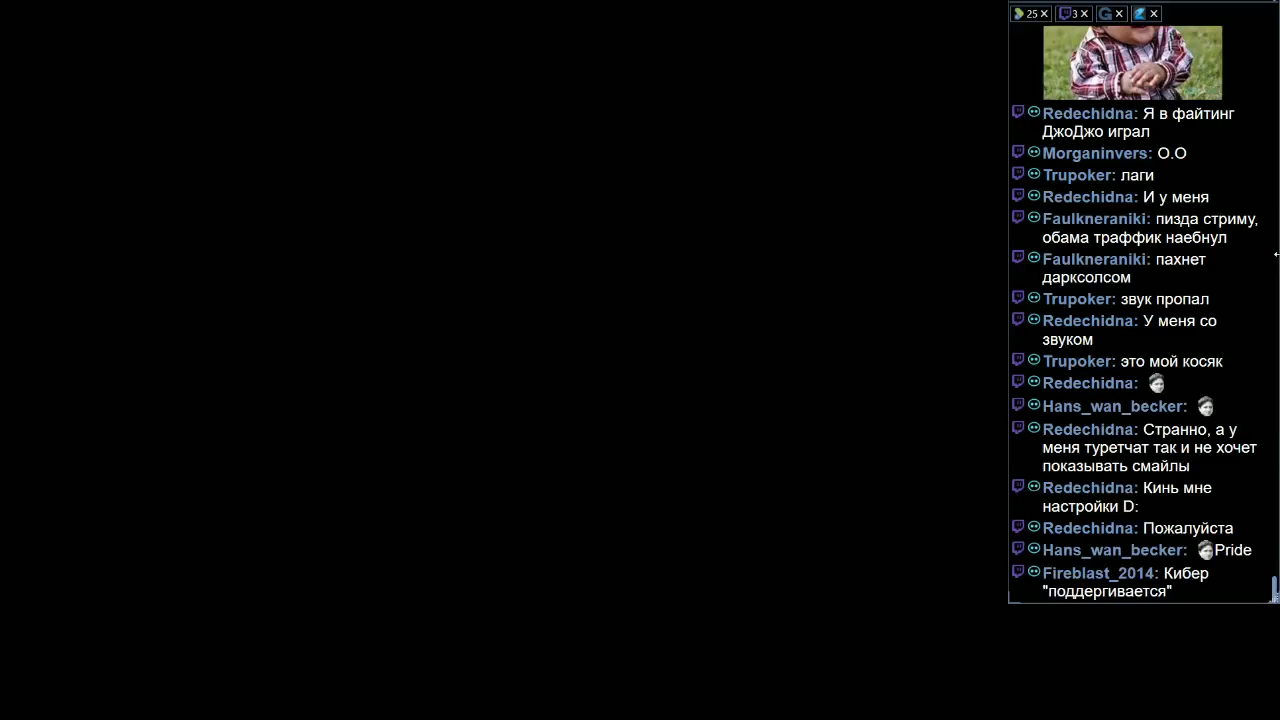 25 × 3 × G × ×
Redechidna: Я в файтинг
ДжоДжо играл
Morganinvers: O.O
Trupoker: лаги
Redechidna: И у меня
Faulkneraniki: пизда стриму,
обама траффик наебнул
Faulkneraniki: пахнет
дарксолсом
Trupoker: звук пропал
Redechidna: У меня со
звуком
Trupoker: это мой косяк
Redechidna:
Hans_wan_becker:
Redechidna: Странно, а у
меня туретчат так и не хочет
показывать смайлы
Redechidna: Кинь мне
настройки D:
Redechidna: Пожалуйста
Hans_wan_becker: Pride
Fireblast_2014: Кибер
"поддергивается"